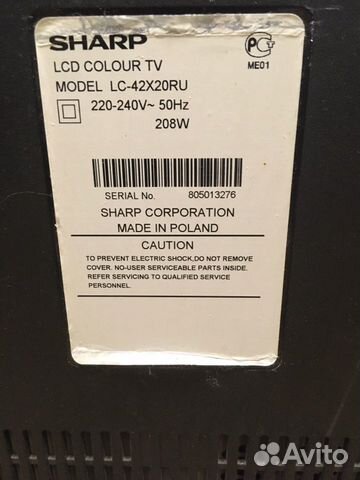 SHARP
LCD COLOUR TV
MODEL LC-42X20RU
220-240V~ 50Hz
208W
РСТ
ME01
SERIAL No. 805013276
SHARP CORPORATION
MADE IN POLAND
CAUTION
TO PREVENT ELECTRIC SHOCK,DO NOT REMOVE
COVER. NO-USER SERVICEABLE PARTS INSIDE.
REFER SERVICING TO QUALIFIED SERVICE
PERSONNEL.
Avito